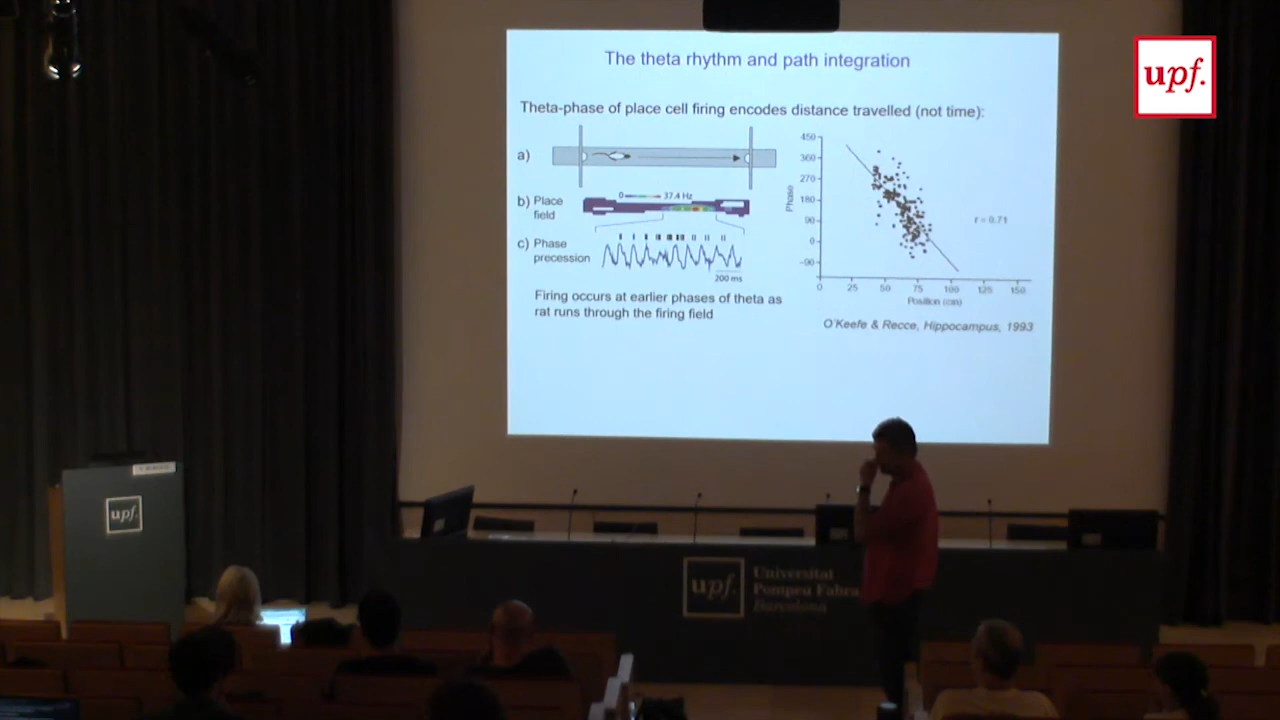 The theta rhythm and path integration
Theta-phase of place cell firing encodes distance travelled (not time):
a)
b) Place
field
0
37.4 Hz
c) Phase
precession
200 ms
Firing occurs at earlier phases of theta as
rat runs through the firing field
450
360
270
180
90
0
-90
Phase
r = 0.71
0 25 50 75 100 125 150
Position (cm)
O'Keefe & Recce, Hippocampus, 1993
upf.
upf.
upf.
Universitat
Pompeu Fabra
Barcelona